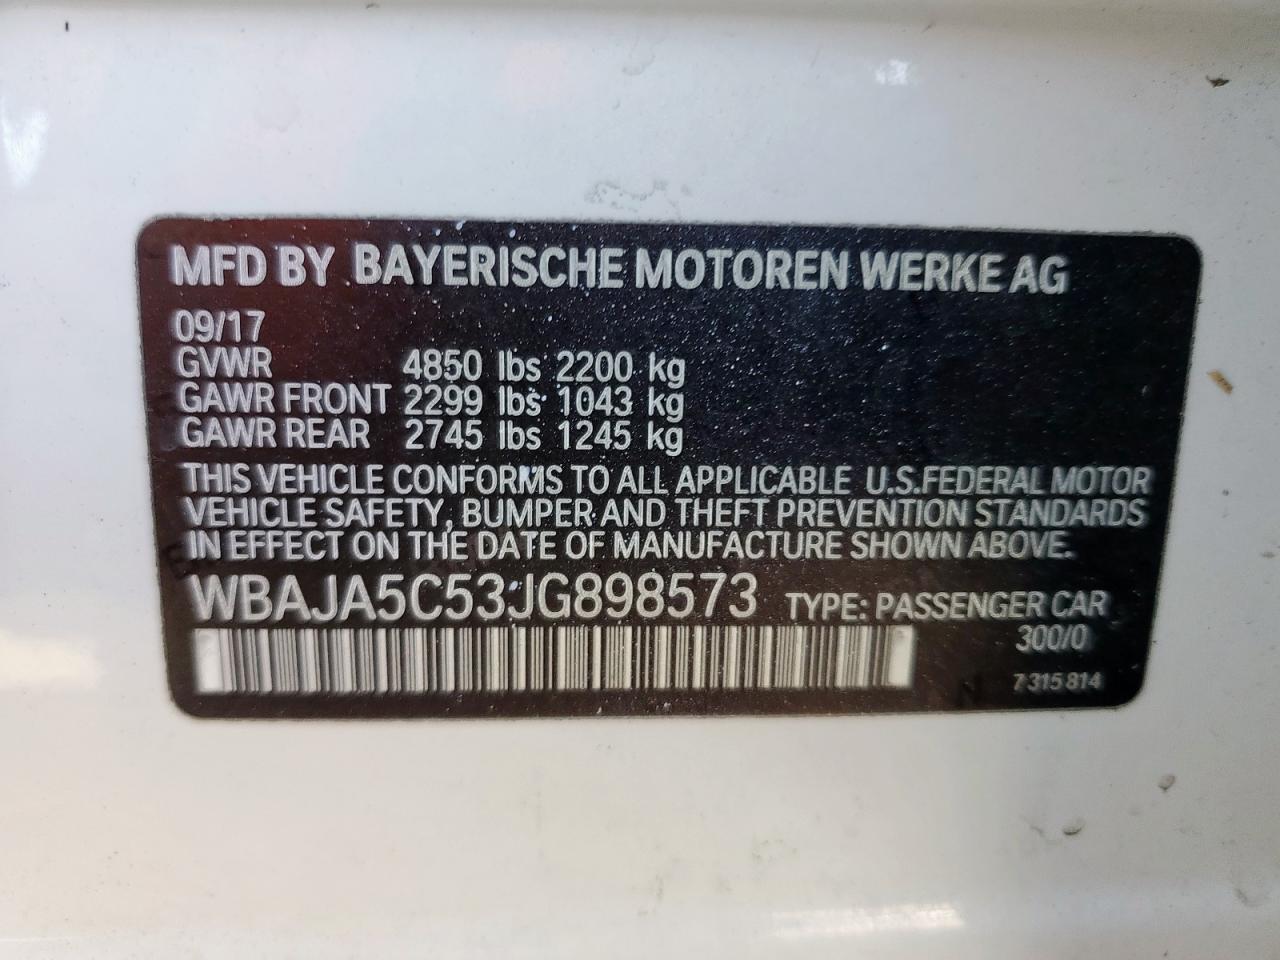 MFD BY BAYERISCHE MOTOREN WERKE AG
09/17
GVWR 4850 lbs 2200 kg
GAWR FRONT 2299 lbs 1043 kg
GAWR REAR 2745 lbs 1245 kg
THIS VEHICLE CONFORMS TO ALL APPLICABLE U.S.FEDERAL MOTOR
VEHICLE SAFETY, BUMPER AND THEFT PREVENTION STANDARDS
IN EFFECT ON THE DATE OF MANUFACTURE SHOWN ABOVE.
WBAJA5C53JG898573 TYPE: PASSENGER CAR
300/0
7 315 814